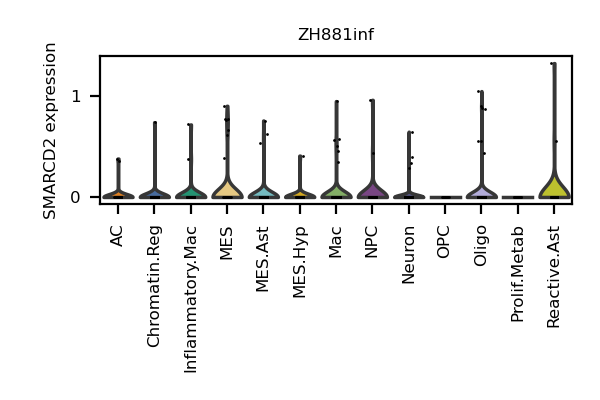 ZH881inf
SMARCD2 expression
1
0
AC
Chromatin.Reg
Inflammatory.Mac
MES
MES.Ast
MES.Hyp
Mac
NPC
Neuron
OPC
Oligo
Prolif.Metab
Reactive.Ast